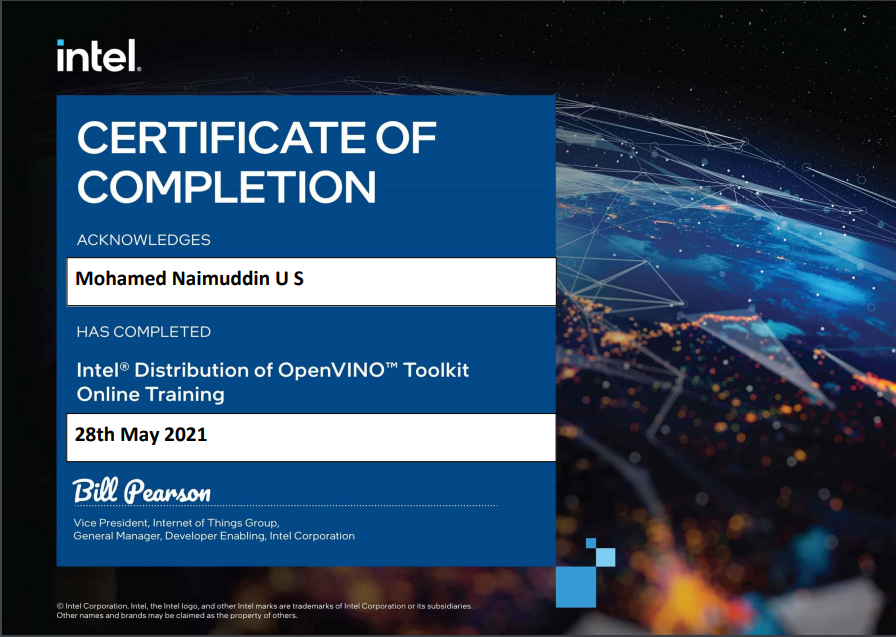 intel®
CERTIFICATE OF
COMPLETION
ACKNOWLEDGES
Mohamed Naimuddin U S
HAS COMPLETED
Intel® Distribution of OpenVINO™ Toolkit
Online Training
28th May 2021
Bill Pearson
Vice President, Internet of Things Group,
General Manager, Developer Enabling, Intel Corporation
© Intel Corporation. Intel, the Intel logo, and other Intel marks are trademarks of Intel Corporation or its subsidiaries.
Other names and brands may be claimed as the property of others.